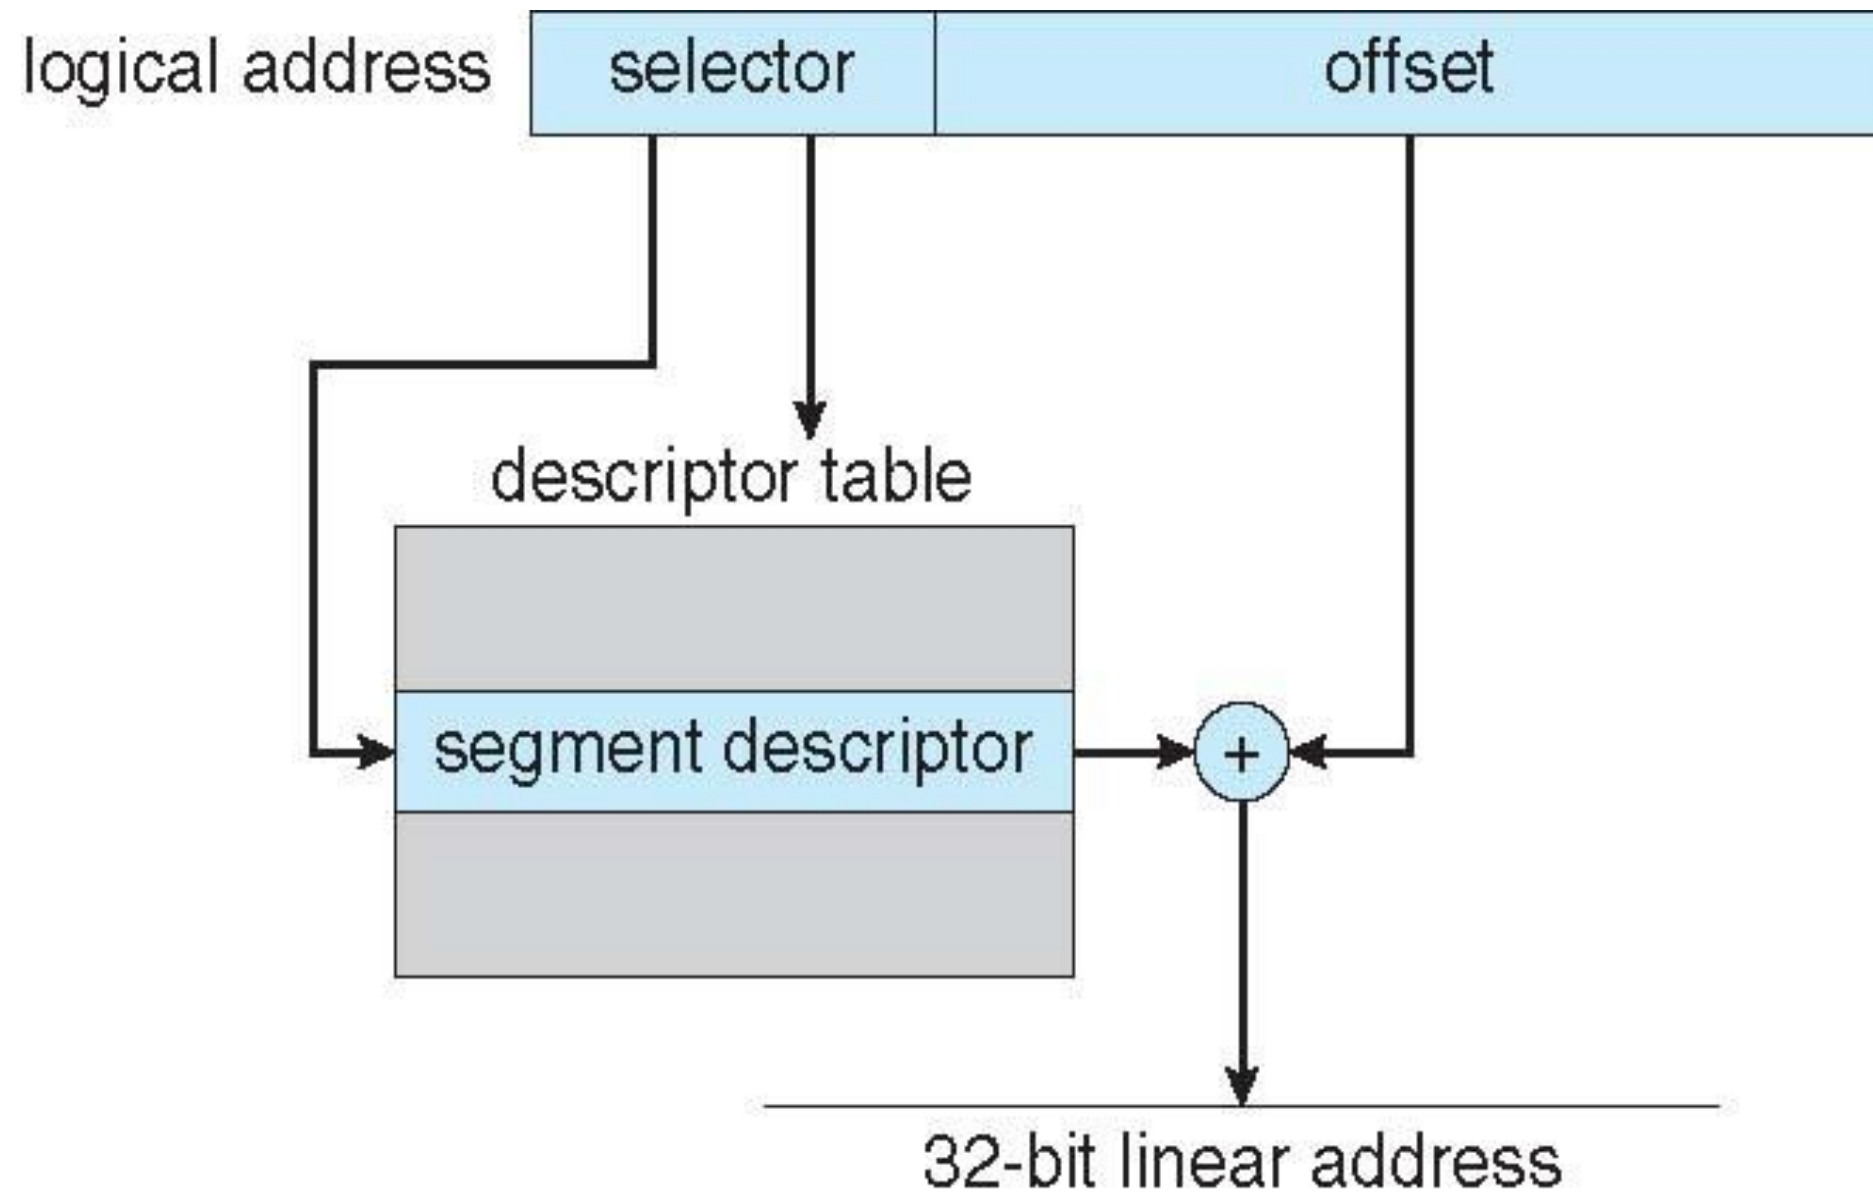 logical address
selector
offset
descriptor table
segment descriptor
+
32-bit linear address